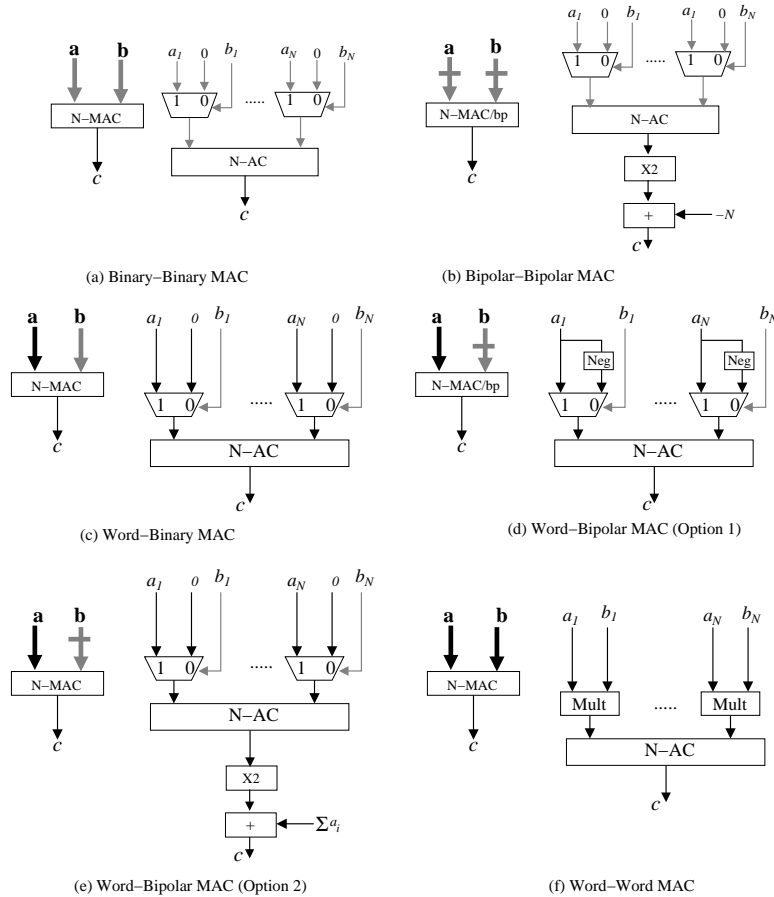 a b a1 0 b1 aN 0 bN
1 0 ..... 1 0
N−MAC
N−AC
c
c
(a) Binary−Binary MAC
a b a1 0 b1 a1 0 bN
1 0 ..... 1 0
N−MAC/bp
N−AC
c
X2
+ −N
c
(b) Bipolar−Bipolar MAC
a b a1 0 b1 aN 0 bN
N−MAC
1 0 ..... 1 0
c
N−AC
c
(c) Word−Binary MAC
a b a1 b1 aN bN
Neg Neg
N−MAC/bp
1 0 ..... 1 0
c
N−AC
c
(d) Word−Bipolar MAC (Option 1)
a b a1 0 b1 aN 0 bN
N−MAC
1 0 ..... 1 0
c
N−AC
X2
+ Σai
c
(e) Word−Bipolar MAC (Option 2)
a b a1 b1 aN bN
N−MAC
Mult ..... Mult
c
N−AC
c
(f) Word−Word MAC